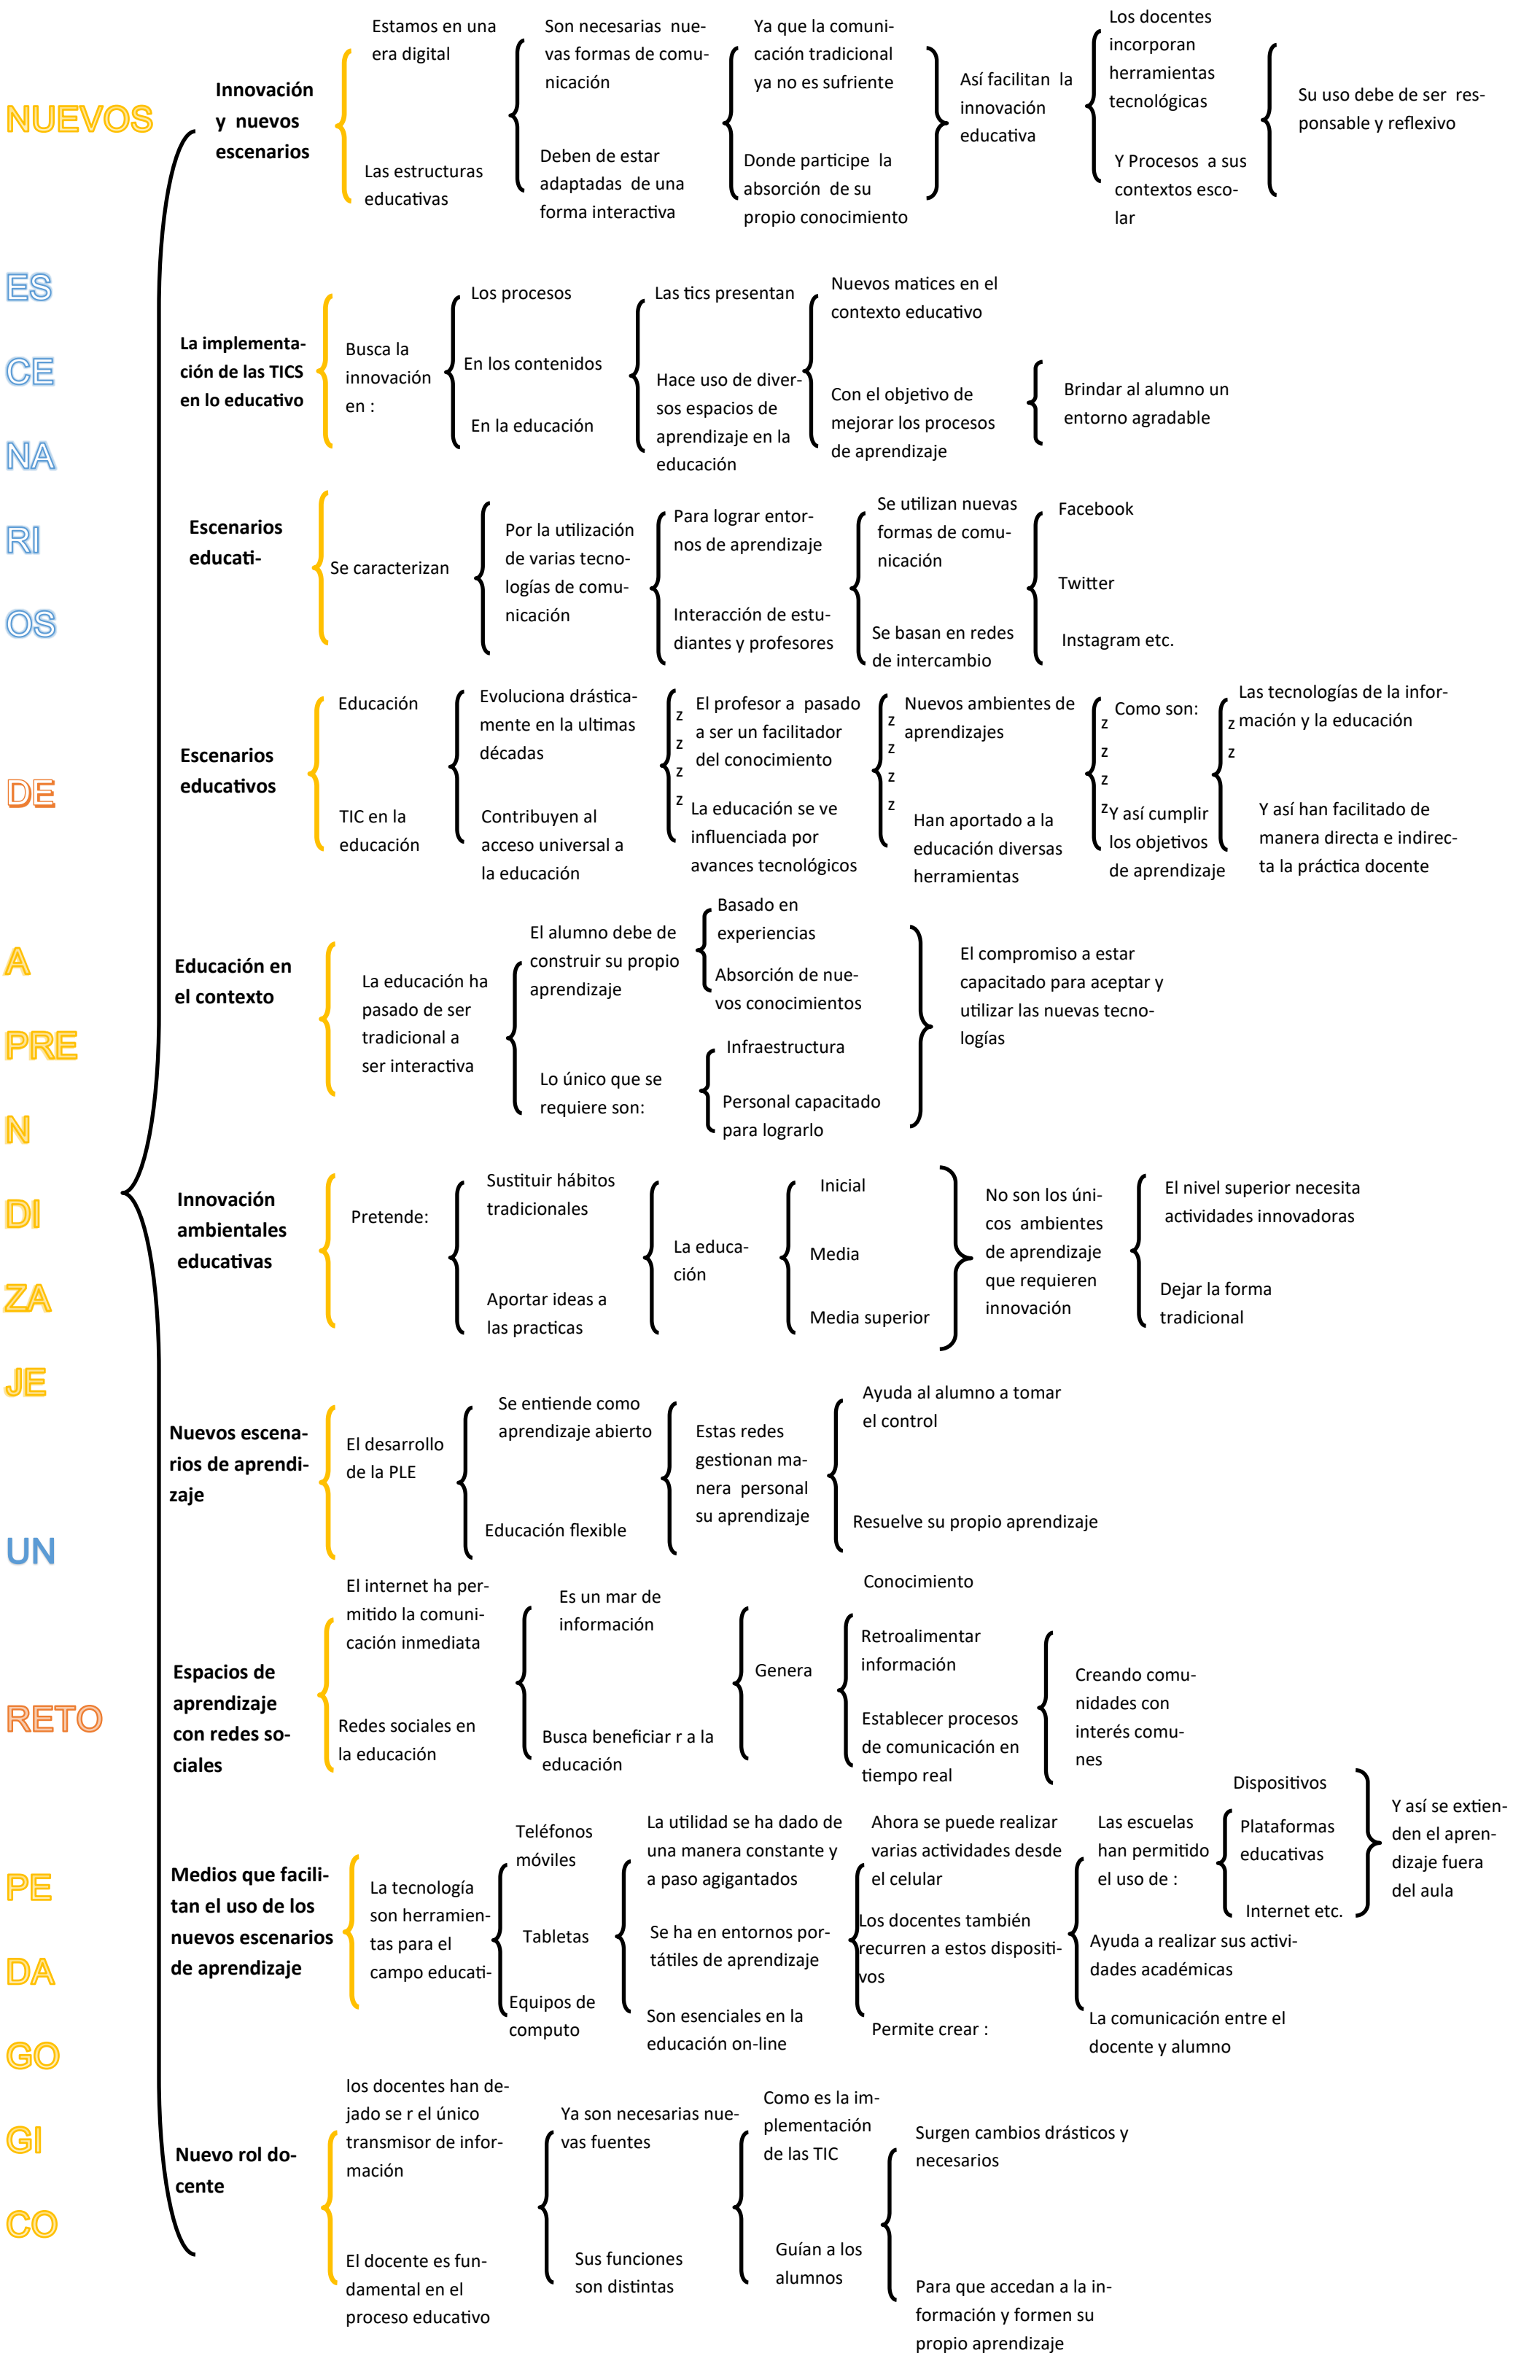 NUEVOS
ES
CE
NA
RI
OS
DE
A
PRE
N
DI
ZA
JE
UN
RETO
PE
DA
GO
GI
CO
Innovación
y nuevos
escenarios
Estamos en una
era digital
Las estructuras
educativas
Son necesarias nue-
vas formas de comu-
nicación
Deben de estar
adaptadas de una
forma interactiva
Ya que la comuni-
cación tradicional
ya no es sufriente
Donde participe la
absorción de su
propio conocimiento
Así facilitan la
innovación
educativa
Los docentes
incorporan
herramientas
tecnológicas
Y Procesos a sus
contextos esco-
lar
Su uso debe de ser res-
ponsable y reflexivo
La implementa-
ción de las TICS
en lo educativo
Busca la
innovación
en :
Los procesos
En los contenidos
En la educación
Las tics presentan
Hace uso de diver-
sos espacios de
aprendizaje en la
educación
Nuevos matices en el
contexto educativo
Con el objetivo de
mejorar los procesos
de aprendizaje
Brindar al alumno un
entorno agradable
Escenarios
educati-
Se caracterizan
Por la utilización
de varias tecno-
logías de comu-
nicación
Para lograr entor-
nos de aprendizaje
Interacción de estu-
diantes y profesores
Se utilizan nuevas
formas de comu-
nicación
Se basan en redes
de intercambio
Facebook
Twitter
Instagram etc.
Escenarios
educativos
Educación
TIC en la
educación
Evoluciona drástica-
mente en la ultimas
décadas
Contribuyen al
acceso universal a
la educación
z
z
z
z
El profesor a pasado
a ser un facilitador
del conocimiento
La educación se ve
influenciada por
avances tecnológicos
z
z
z
z
Nuevos ambientes de
aprendizajes
Han aportado a la
educación diversas
herramientas
z
z
z
z
Como son:
Y así cumplir
los objetivos
de aprendizaje
z
z
Las tecnologías de la infor-
mación y la educación
Y así han facilitado de
manera directa e indirec-
ta la práctica docente
Educación en
el contexto
La educación ha
pasado de ser
tradicional a
ser interactiva
El alumno debe de
construir su propio
aprendizaje
Basado en
experiencias
Absorción de nue-
vos conocimientos
Lo único que se
requiere son:
Infraestructura
Personal capacitado
para lograrlo
El compromiso a estar
capacitado para aceptar y
utilizar las nuevas tecno-
logías
Innovación
ambientales
educativas
Pretende:
Sustituir hábitos
tradicionales
Aportar ideas a
las practicas
La educa-
ción
Inicial
Media
Media superior
No son los úni-
cos ambientes
de aprendizaje
que requieren
innovación
El nivel superior necesita
actividades innovadoras
Dejar la forma
tradicional
Nuevos escena-
rios de aprendi-
zaje
El desarrollo
de la PLE
Se entiende como
aprendizaje abierto
Educación flexible
Estas redes
gestionan ma-
nera personal
su aprendizaje
Ayuda al alumno a tomar
el control
Resuelve su propio aprendizaje
Espacios de
aprendizaje
con redes so-
ciales
El internet ha per-
mitido la comuni-
cación inmediata
Redes sociales en
la educación
Es un mar de
información
Busca beneficiar r a la
educación
Genera
Conocimiento
Retroalimentar
información
Establecer procesos
de comunicación en
tiempo real
Creando comu-
nidades con
interés comu-
nes
Medios que facili-
tan el uso de los
nuevos escenarios
de aprendizaje
La tecnología
son herramien-
tas para el
campo educati-
Teléfonos
móviles
Tabletas
Equipos de
computo
La utilidad se ha dado de
una manera constante y
a paso agigantados
Se ha en entornos por-
tátiles de aprendizaje
Son esenciales en la
educación on-line
Ahora se puede realizar
varias actividades desde
el celular
Los docentes también
recurren a estos dispositi-
vos
Permite crear :
Las escuelas
han permitido
el uso de :
Dispositivos
Plataformas
educativas
Internet etc.
Ayuda a realizar sus activi-
dades académicas
La comunicación entre el
docente y alumno
Y así se extien-
den el apren-
dizaje fuera
del aula
Nuevo rol do-
cente
los docentes han de-
jado se r el único
transmisor de infor-
mación
El docente es fun-
damental en el
proceso educativo
Ya son necesarias nue-
vas fuentes
Sus funciones
son distintas
Como es la im-
plementación
de las TIC
Guían a los
alumnos
Surgen cambios drásticos y
necesarios
Para que accedan a la in-
formación y formen su
propio aprendizaje